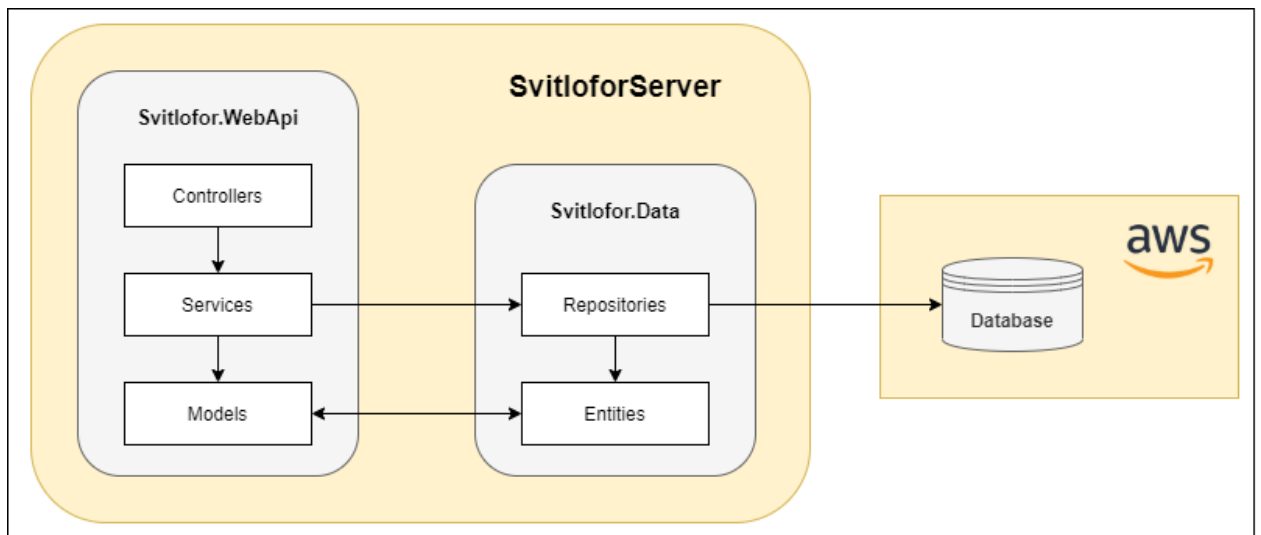 SvitloforServer
Svitlofor.WebApi
Controllers
Services
Models
Svitlofor.Data
Repositories
Entities
aws
Database